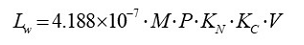 L_w = 4.188×10⁻⁷ · M · P · K_N · K_C · V